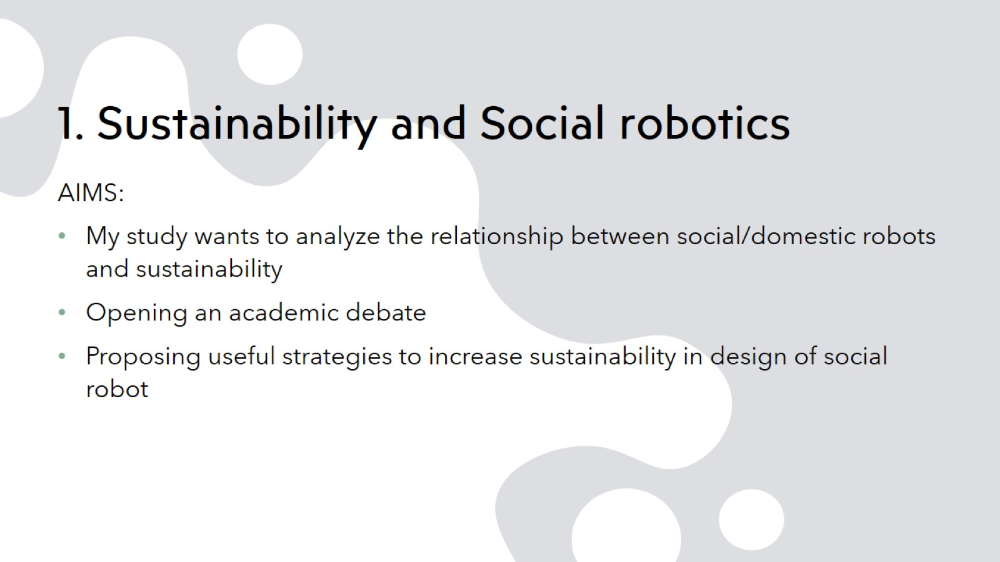 1. Sustainability and Social robotics
AIMS:
• My study wants to analyze the relationship between social/domestic robots
and sustainability
• Opening an academic debate
• Proposing useful strategies to increase sustainability in design of social
robot